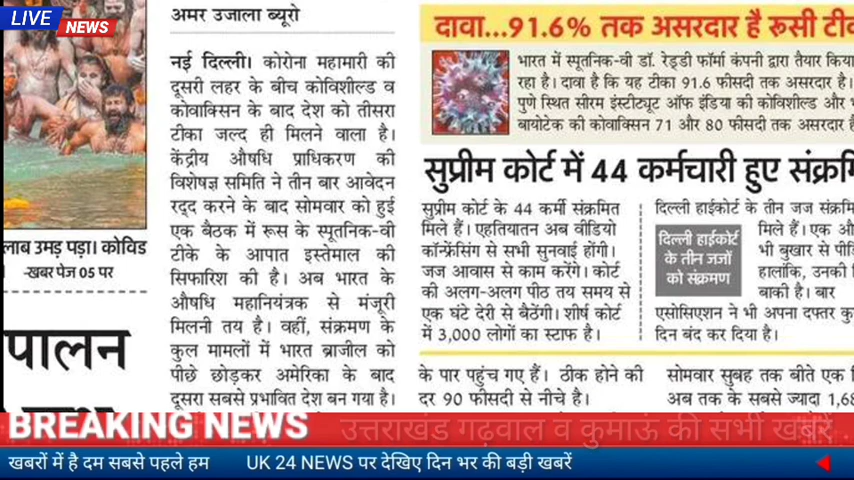 LIVE
NEWS
लाब उमड़ पड़ा। कोविड
-खबर पेज 05 पर
पालन
अमर उजाला ब्यूरो
नई दिल्ली। कोरोना महामारी की
दूसरी लहर के बीच कोविशील्ड व
कोवाक्सिन के बाद देश को तीसरा
टीका जल्द ही मिलने वाला है।
केंद्रीय औषधि प्राधिकरण की
विशेषज्ञ समिति ने तीन बार आवेदन
रद्द करने के बाद सोमवार को हुई
एक बैठक में रूस के स्पूतनिक-वी
टीके के आपात इस्तेमाल की
सिफारिश की है। अब भारत के
औषधि महानियंत्रक से मंजूरी
मिलनी तय है। वहीं, संक्रमण के
कुल मामलों में भारत ब्राजील को
पीछे छोड़कर अमेरिका के बाद
दूसरा सबसे प्रभावित देश बन गया है।
दावा...91.6% तक असरदार है रूसी
भारत में स्पूतनिक-वी डॉ. रेड्डी फॉर्मा कंपनी द्वारा तैयार किया
रहा है। दावा है कि यह टीका 91.6 फीसदी तक असरदार है।
पुणे स्थित सीरम इंस्टीट्यूट ऑफ इंडिया की कोविशील्ड और
बायोटेक की कोवाक्सिन 71 और 80 फीसदी तक असरदार
सुप्रीम कोर्ट में 44 कर्मचारी हुए
सुप्रीम कोर्ट के 44 कर्मी संक्रमित
मिले हैं। एहतियातन अब वीडियो
कॉन्फ्रेंसिंग से सभी सुनवाई होंगी।
जज आवास से काम करेंगे। कोर्ट
की अलग-अलग पीठ तय समय से
एक घंटे देरी से बैठेंगी। शीर्ष कोर्ट
में 3,000 लोगों का स्टाफ है।
दिल्ली हाईकोर्ट के तीन जज
मिले हैं। एक
भी बुखार से
हालांकि, उनकी
बाकी है। बार
एसोसिएशन ने भी अपना दफ्तर
दिन बंद कर दिया है।
दिल्ली हाईकोर्ट
के तीन जजों
को संक्रमण
के पार पहुंच गए हैं। ठीक होने की
दर 90 फीसदी से नीचे है।
सोमवार सुबह तक बीते एक
अब तक के सबसे ज्यादा 1,68
BREAKING NEWS
उत्तराखंड गढ़वाल व कुमाऊं की सभी खबरें
खबरों में है दम सबसे पहले हम
UK 24 NEWS पर देखिए दिन भर की बड़ी खबरें